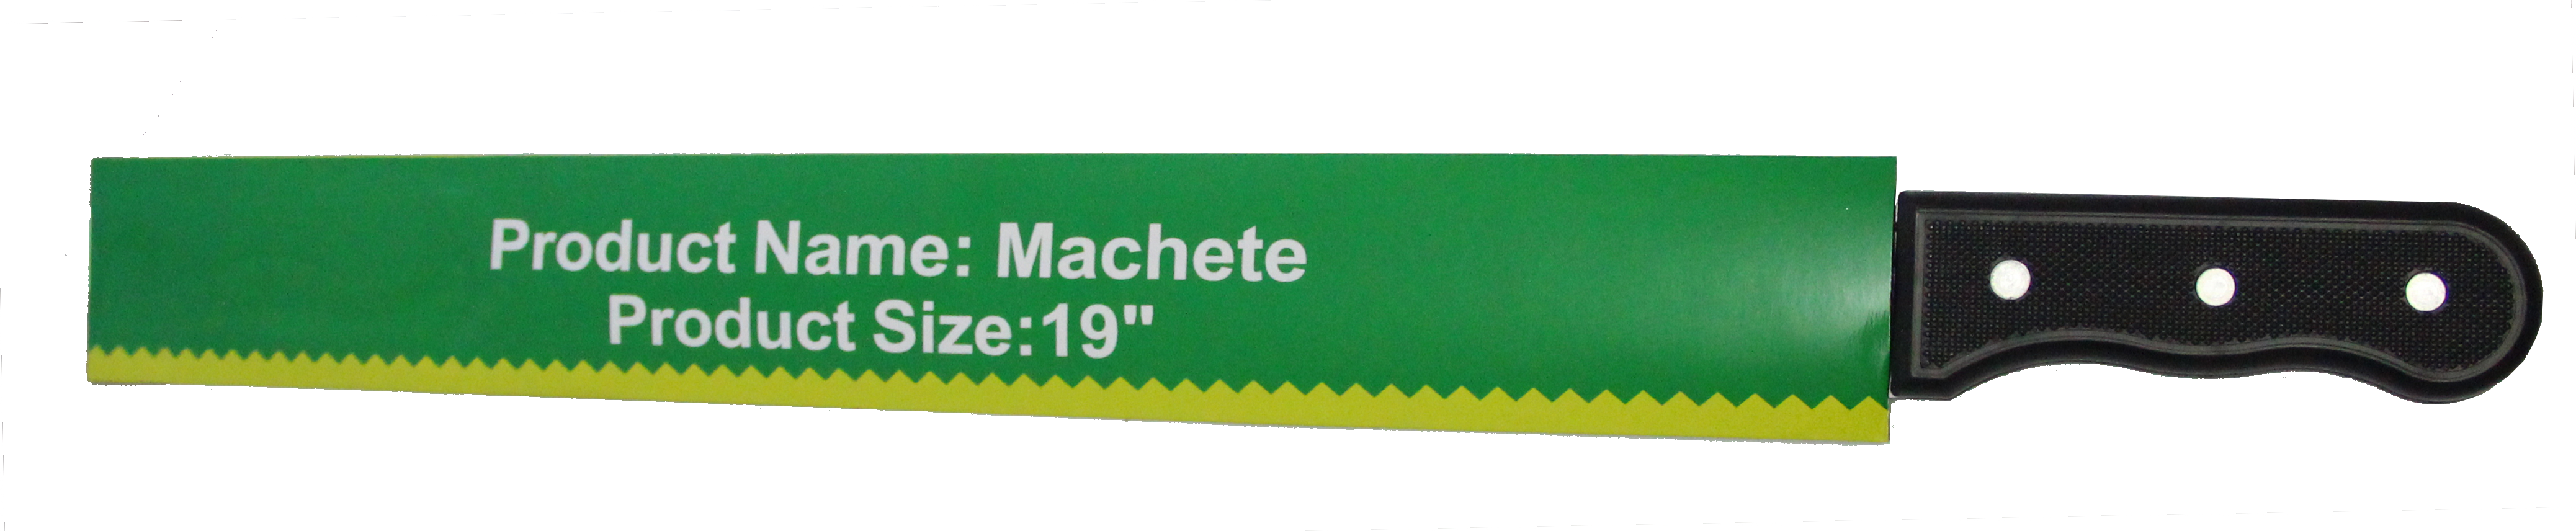 Product Name: Machete
Product Size:19"